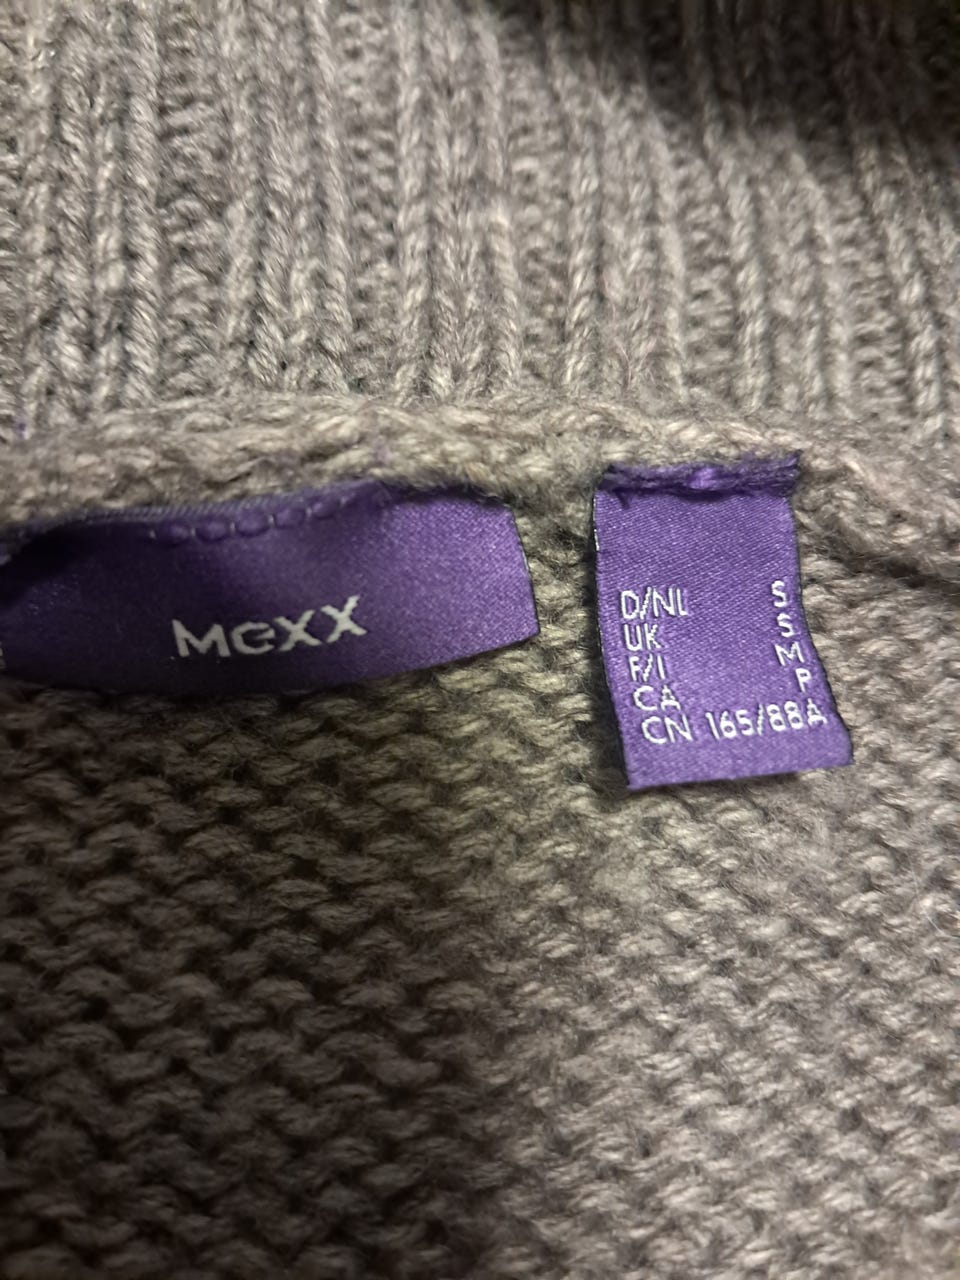 MeXX
D/NL S
UK S
F/I M
CA P
CN 165/88A